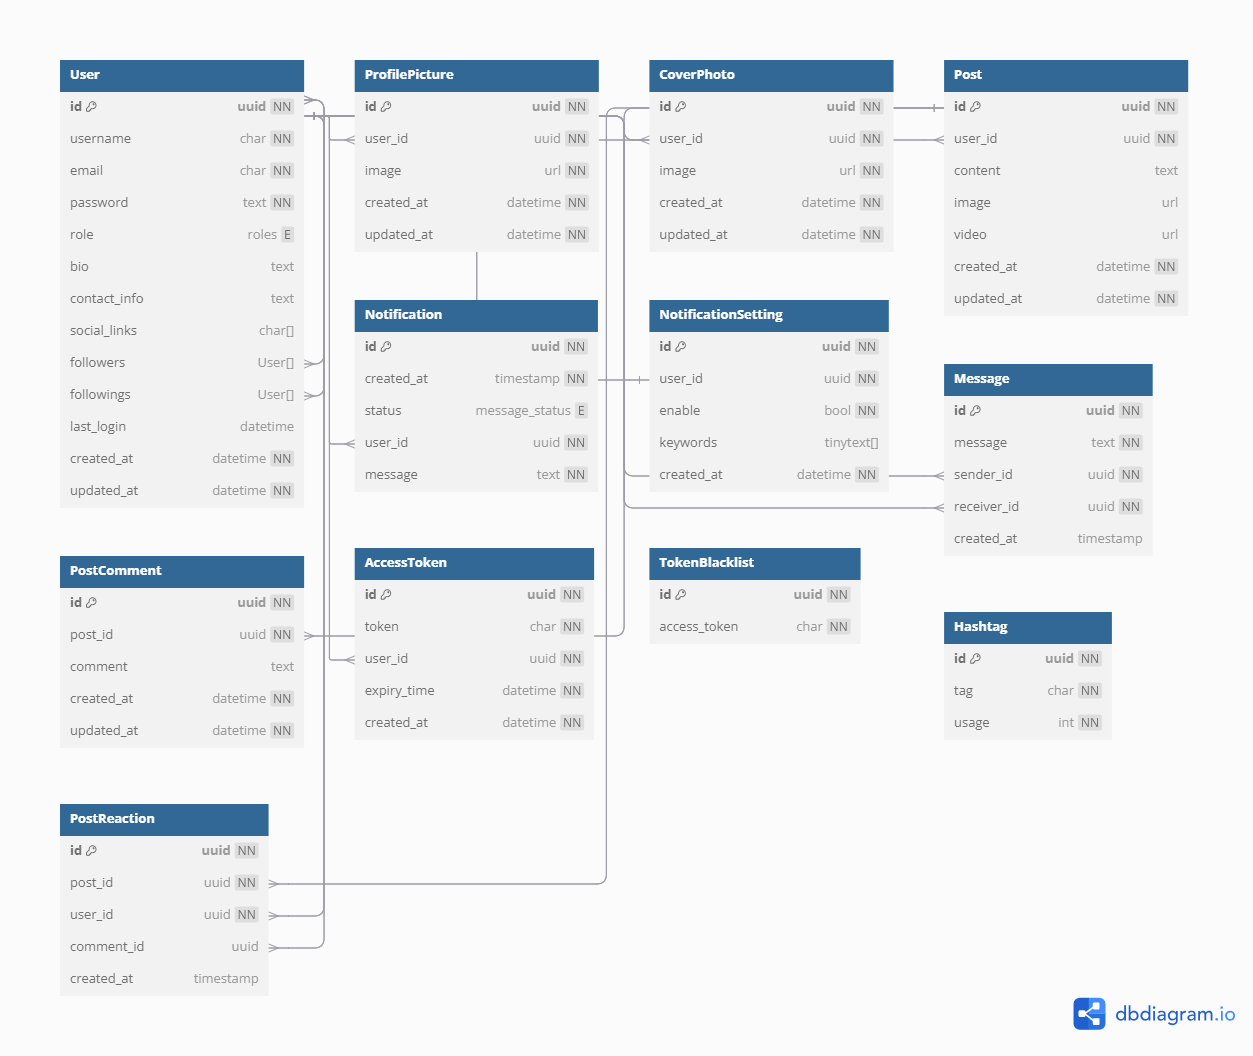 User
id uuid NN
username char NN
email char NN
password text NN
role roles E
bio text
contact_info text
social_links char[]
followers User[]
followings User[]
last_login datetime
created_at datetime NN
updated_at datetime NN
ProfilePicture
id uuid NN
user_id uuid NN
image url NN
created_at datetime NN
updated_at datetime NN
CoverPhoto
id uuid NN
user_id uuid NN
image url NN
created_at datetime NN
updated_at datetime NN
Post
id uuid NN
user_id uuid NN
content text
image url
video url
created_at datetime NN
updated_at datetime NN
Notification
id uuid NN
created_at timestamp NN
status message_status E
user_id uuid NN
message text NN
NotificationSetting
id uuid NN
user_id uuid NN
enable bool NN
keywords tinytext[]
created_at datetime NN
Message
id uuid NN
message text NN
sender_id uuid NN
receiver_id uuid NN
created_at timestamp
PostComment
id uuid NN
post_id uuid NN
comment text
created_at datetime NN
updated_at datetime NN
AccessToken
id uuid NN
token char NN
user_id uuid NN
expiry_time datetime NN
created_at datetime NN
TokenBlacklist
id uuid NN
access_token char NN
Hashtag
id uuid NN
tag char NN
usage int NN
PostReaction
id uuid NN
post_id uuid NN
user_id uuid NN
comment_id uuid
created_at timestamp
dbdiagram.io